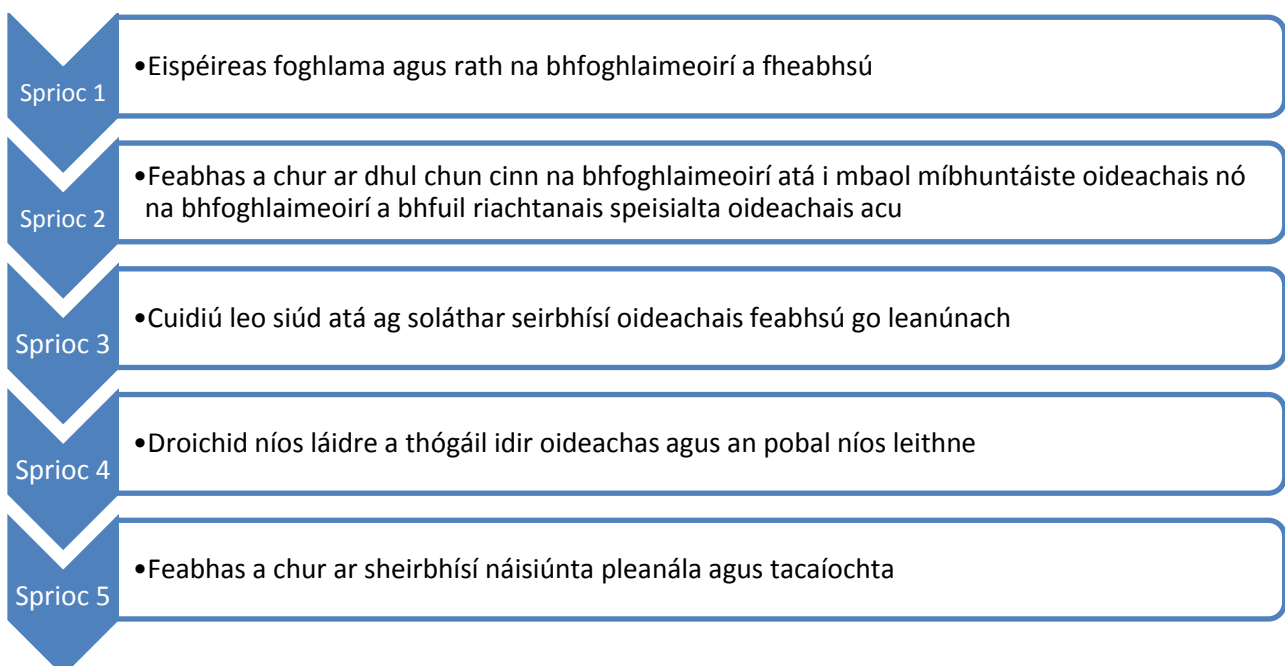 Sprioc 1
•Eispéireas foghlama agus rath na bhfoghlaimeoirí a fheabhsú
Sprioc 2
•Feabhas a chur ar dhul chun cinn na bhfoghlaimeoirí atá i mbaol míbhuntáiste oideachais nó
na bhfoghlaimeoirí a bhfuil riachtanais speisialta oideachais acu
Sprioc 3
•Cuidiú leo siúd atá ag soláthar seirbhísí oideachais feabhsú go leanúnach
Sprioc 4
•Droichid níos láidre a thógáil idir oideachas agus an pobal níos leithne
Sprioc 5
•Feabhas a chur ar sheirbhísí náisiúnta pleanála agus tacaíochta